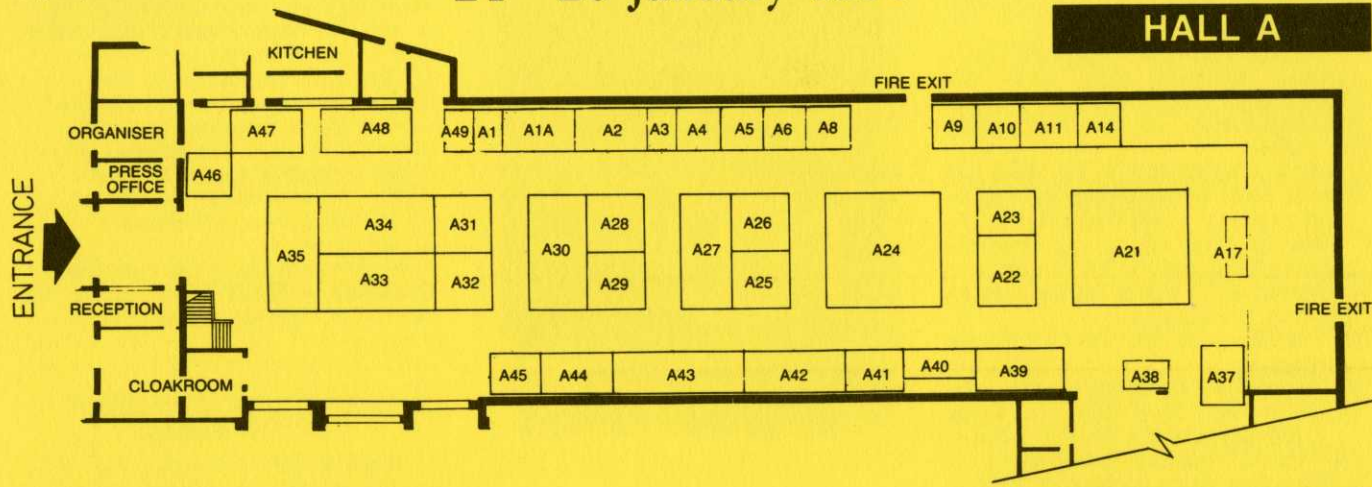 HALL A
KITCHEN
FIRE EXIT
ORGANISER
A47
A48
A49
A1
A1A
A2
A3
A4
A5
A6
A8
A9
A10
A11
A14
PRESS
OFFICE
A46
ENTRANCE
A35
A34
A31
A33
A32
A30
A28
A29
A27
A26
A25
A24
A23
A22
A21
A17
RECEPTION
FIRE EXIT
CLOAKROOM
A45
A44
A43
A42
A41
A40
A39
A38
A37